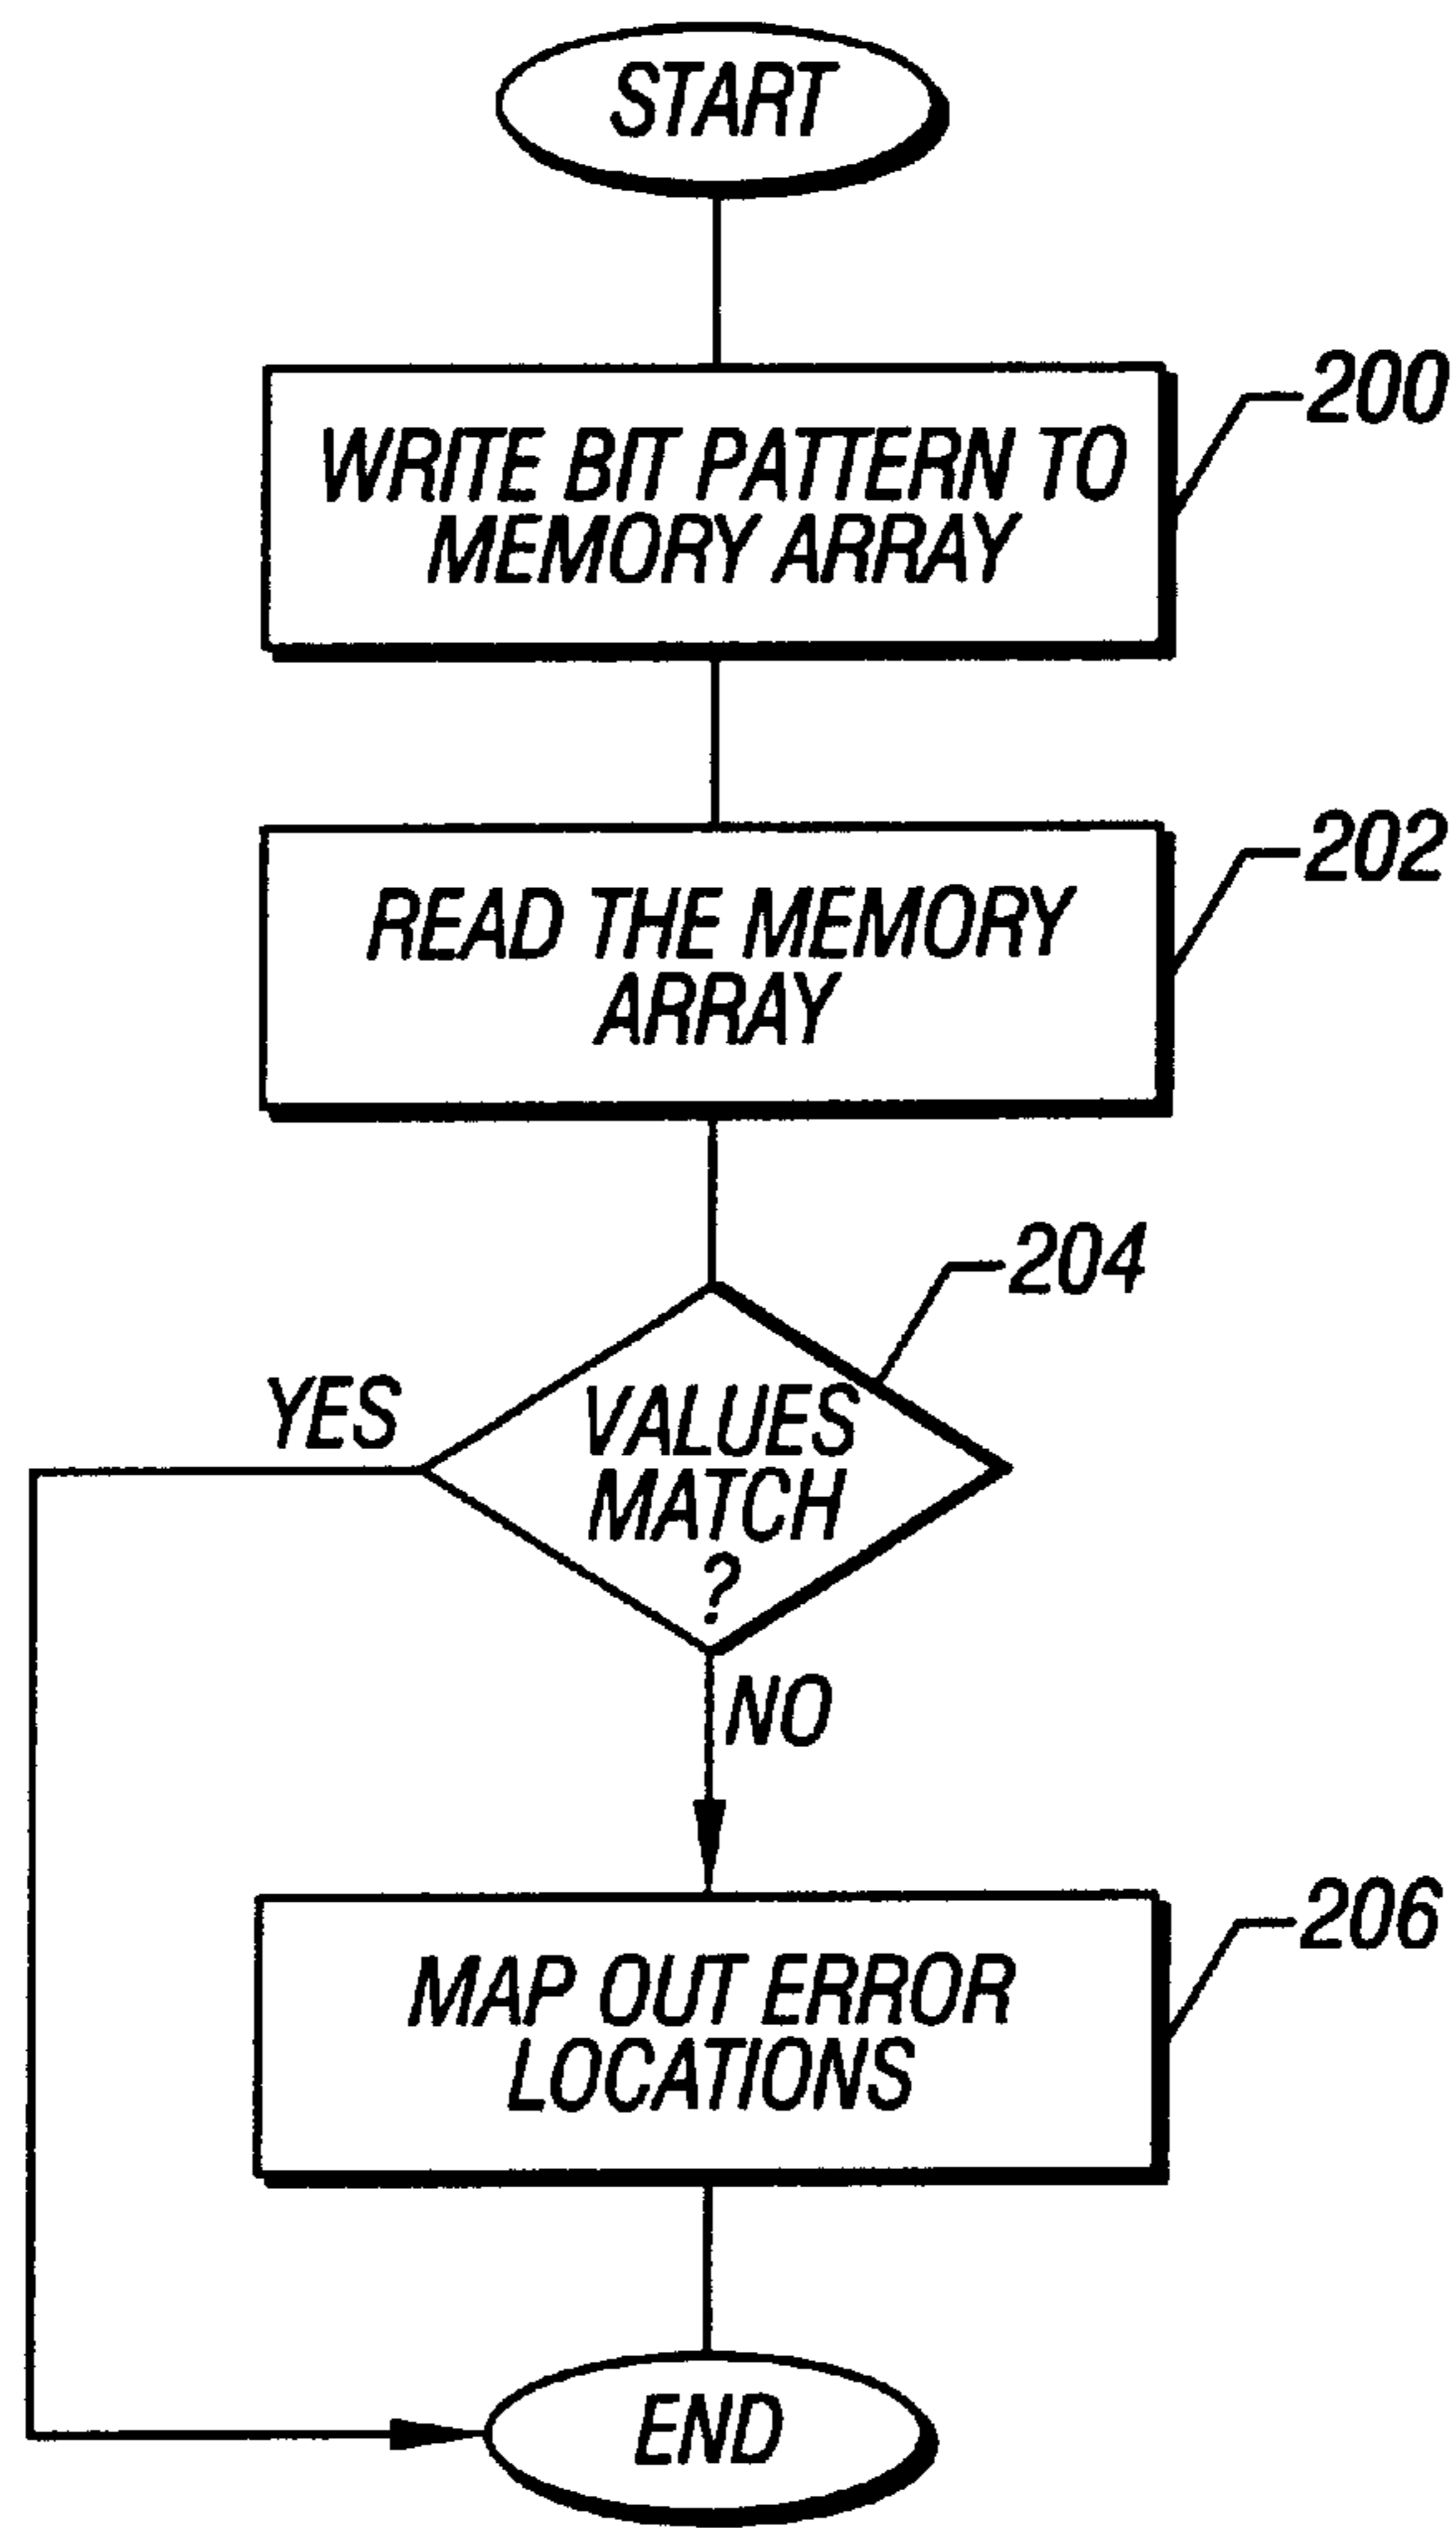 START
WRITE BIT PATTERN TO
MEMORY ARRAY
200
READ THE MEMORY
ARRAY
202
204
YES
VALUES
MATCH
?
NO
MAP OUT ERROR
LOCATIONS
206
END